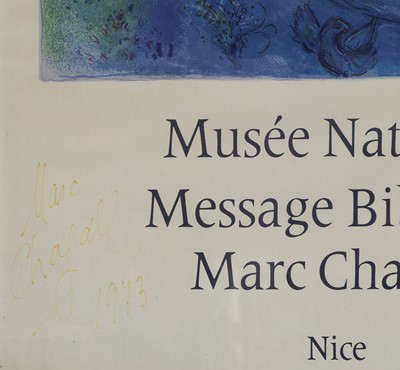 Musée Nat
Message Bi
Marc Cha
Nice
Marc
Chagall
1973.